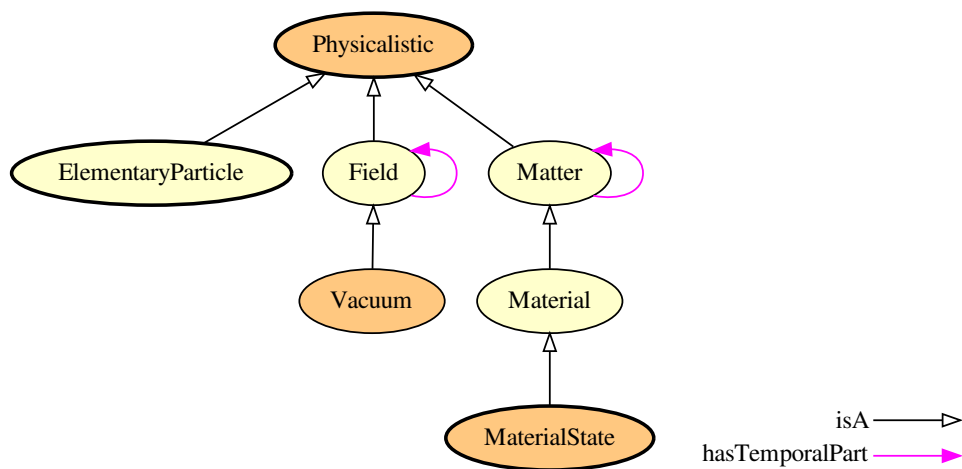 Physicalistic
ElementaryParticle
Field
Matter
Vacuum
Material
MaterialState
isA
hasTemporalPart